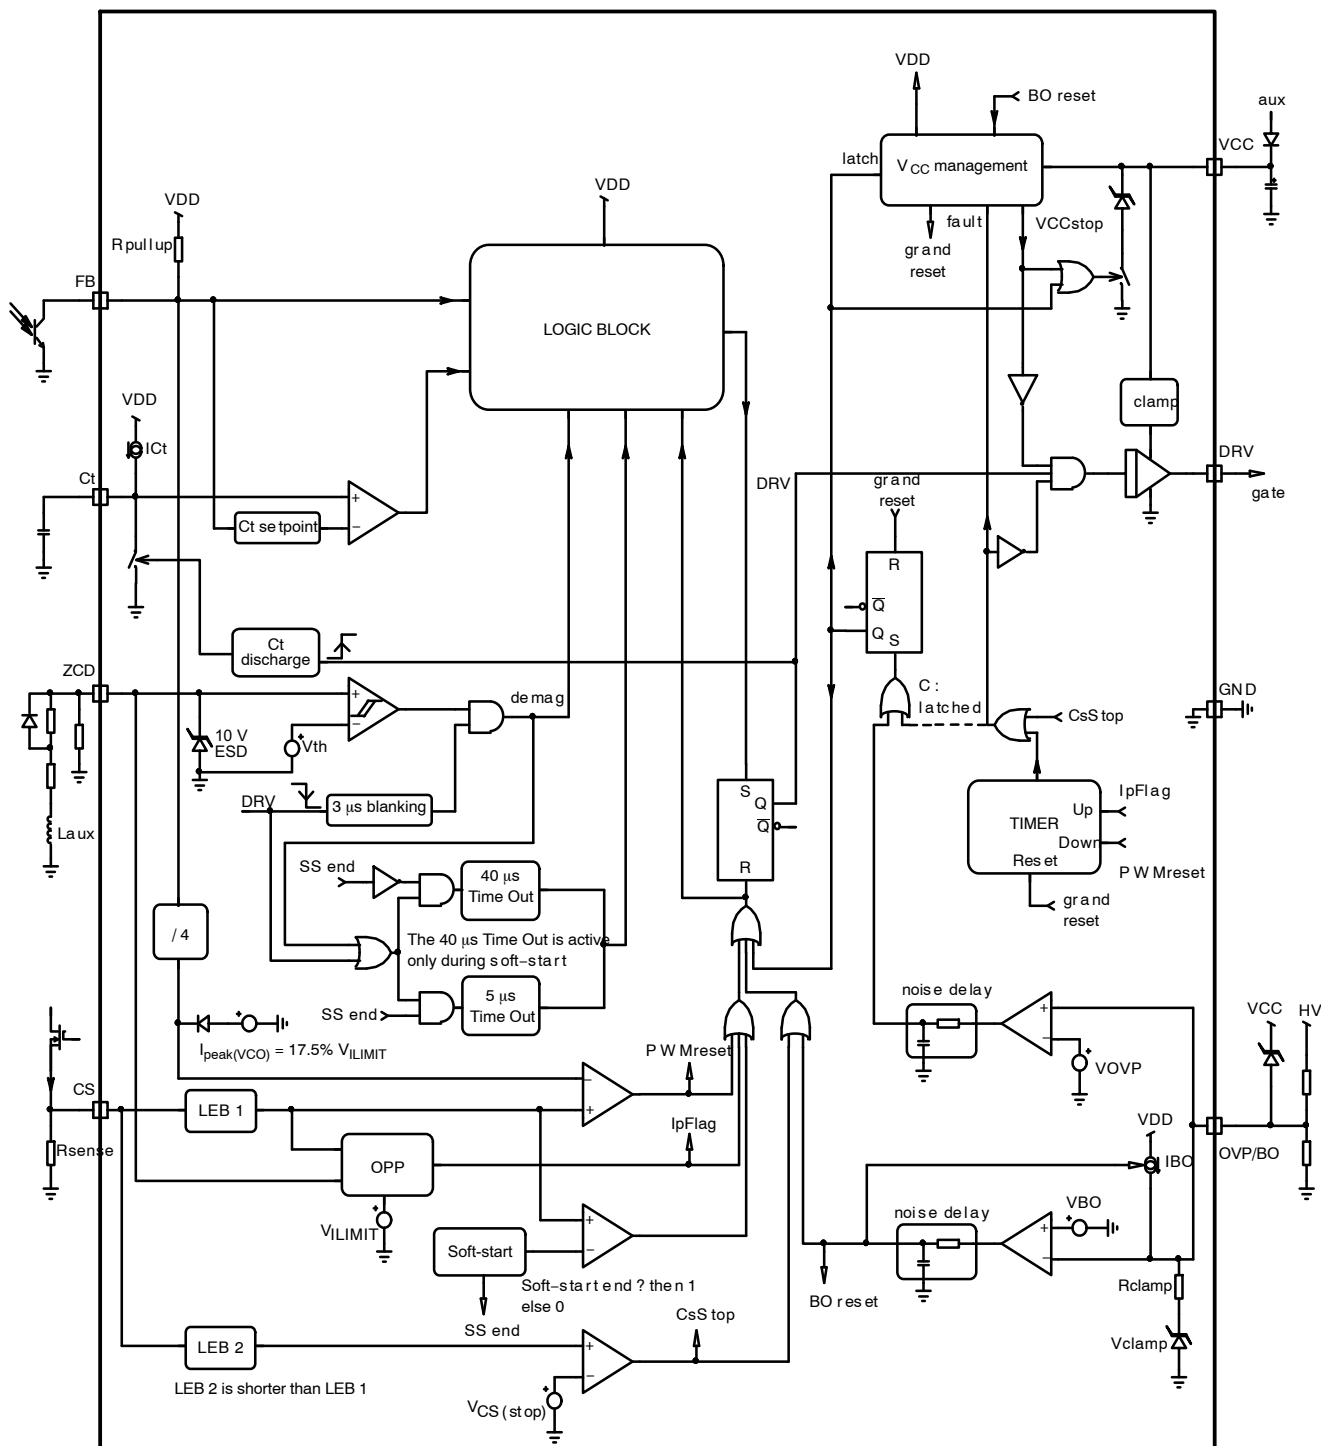 VDD
BO reset
aux
VCC
latch
VCC management
VDD
VDD
Rpullup
fault
VCCstop
grand
reset
FB
LOGIC BLOCK
VDD
ICt
clamp
Ct
DRV
DRV
grand
reset
gate
Ct setpoint
R
Q
Q
S
Ct
discharge
ZCD
demag
C:
latched
GND
CsStop
10 V
ESD
Vth
DRV
3 µs blanking
S
Q
Q
R
IpFlag
Up
TIMER
Down
Reset
PWMreset
Laux
SS end
40 µs
Time Out
grand
reset
/ 4
The 40 µs Time Out is active
only during soft-start
5 µs
Time Out
SS end
noise delay
VCC
HV
Ipeak(VCO) = 17.5% VILIMIT
PWMreset
VOVP
CS
LEB 1
IpFlag
VDD
Rsense
OPP
IBO
OVP/BO
noise delay
VBO
VILIMIT
Soft-start
Soft-start end ? then 1
else 0
BO reset
Rclamp
SS end
CsStop
LEB 2
Vclamp
LEB 2 is shorter than LEB 1
VCS(stop)